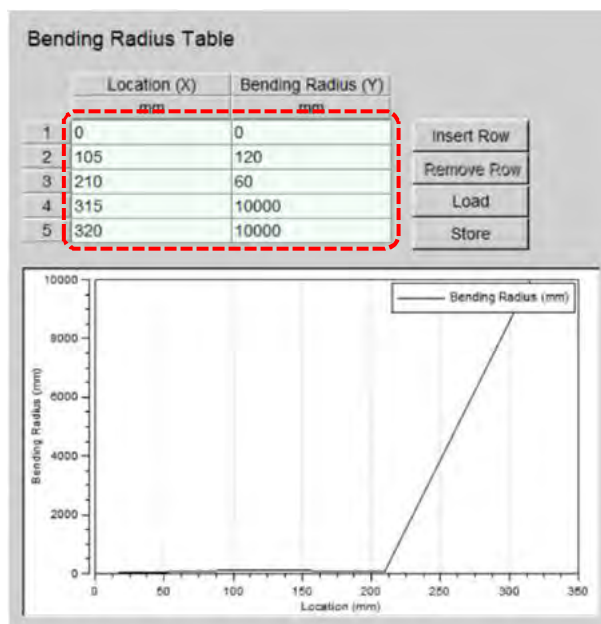 Bending Radius Table
Location (X) Bending Radius (Y)
mm mm
1 0 0
2 105 120
3 210 60
4 315 10000
5 320 10000
Insert Row
Remove Row
Load
Store
Bending Radius (mm)
10000
8000
6000
4000
2000
0
Bending Radius (mm)
0 50 100 150 200 250 300 350
Location (mm)